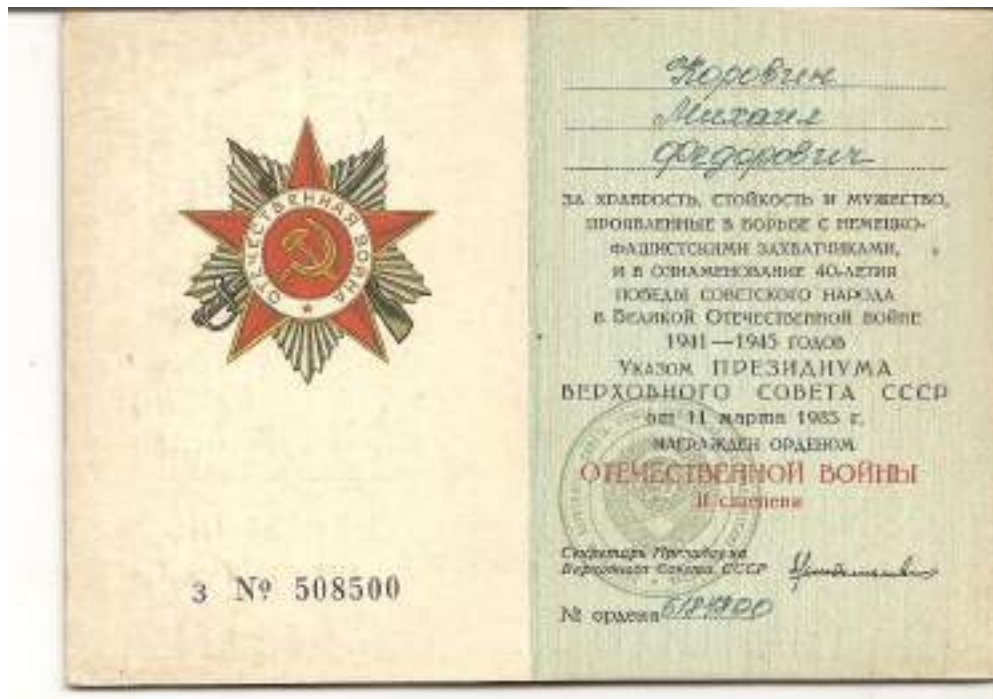 ОТЕЧЕСТВЕННАЯ ВОЙНА
З № 508500
Коровин
Михаил
Федорович
ЗА ХРАБРОСТЬ, СТОЙКОСТЬ И МУЖЕСТВО,
ПРОЯВЛЕННЫЕ В БОРЬБЕ С НЕМЕЦКО-
ФАШИСТСКИМИ ЗАХВАТЧИКАМИ,
И В ОЗНАМЕНОВАНИЕ 40-ЛЕТИЯ
ПОБЕДЫ СОВЕТСКОГО НАРОДА
В ВЕЛИКОЙ ОТЕЧЕСТВЕННОЙ ВОЙНЕ
1941—1945 ГОДОВ
УКАЗОМ ПРЕЗИДИУМА
ВЕРХОВНОГО СОВЕТА СССР
от 11 марта 1985 г.
НАГРАЖДЕН ОРДЕНОМ
ОТЕЧЕСТВЕННОЙ ВОЙНЫ
II степени
Секретарь Президиума
Верховного Совета СССР
№ ордена